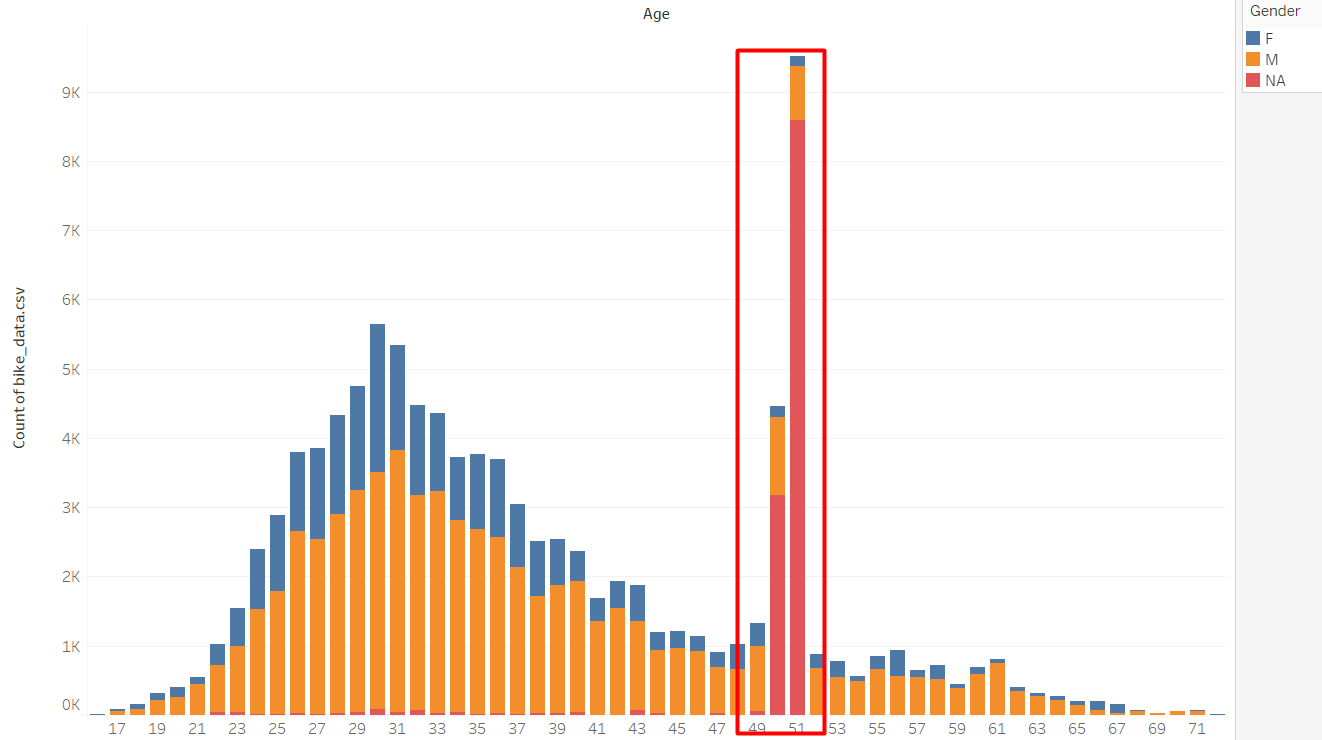 Age
Gender
F
M
NA
Count of bike_data.csv
9K
8K
7K
6K
5K
4K
3K
2K
1K
0K
17 19 21 23 25 27 29 31 33 35 37 39 41 43 45 47 49 51 53 55 57 59 61 63 65 67 69 71